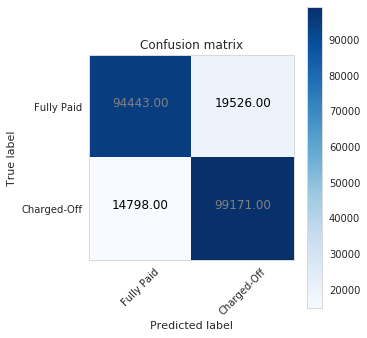 Confusion matrix
True label
Fully Paid
94443.00 19526.00
Charged-Off
14798.00 99171.00
Fully Paid
Charged-Off
Predicted label
90000
80000
70000
60000
50000
40000
30000
20000